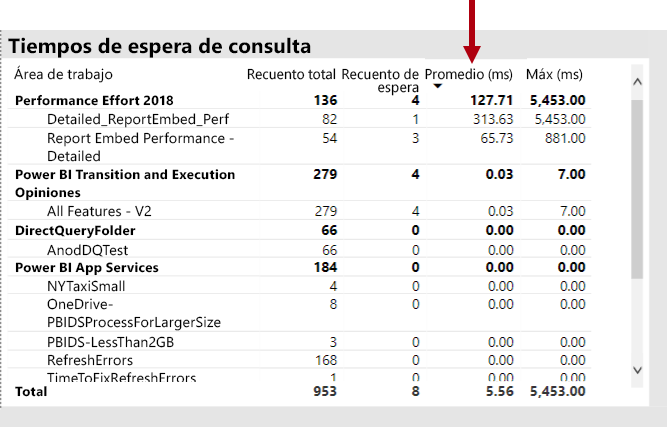 Tiempos de espera de consulta
Área de trabajo Recuento total Recuento de espera Promedio (ms) Máx (ms)
Performance Effort 2018 136 4 127.71 5,453.00
Detailed_ReportEmbed_Perf 82 1 313.63 5,453.00
Report Embed Performance - 54 3 65.73 881.00
Detailed
Power BI Transition and Execution 279 4 0.03 7.00
Opiniones
All Features - V2 279 4 0.03 7.00
DirectQueryFolder 66 0 0.00 0.00
AnodDQTest 66 0 0.00 0.00
Power BI App Services 184 0 0.00 0.00
NYTaxiSmall 4 0 0.00 0.00
OneDrive- 8 0 0.00 0.00
PBIDSProcessForLargerSize
PBIDS-LessThan2GB 3 0 0.00 0.00
RefreshErrors 168 0 0.00 0.00
TimeToFixRefreshErrors 1 0 0.00 0.00
Total 953 8 5.56 5,453.00